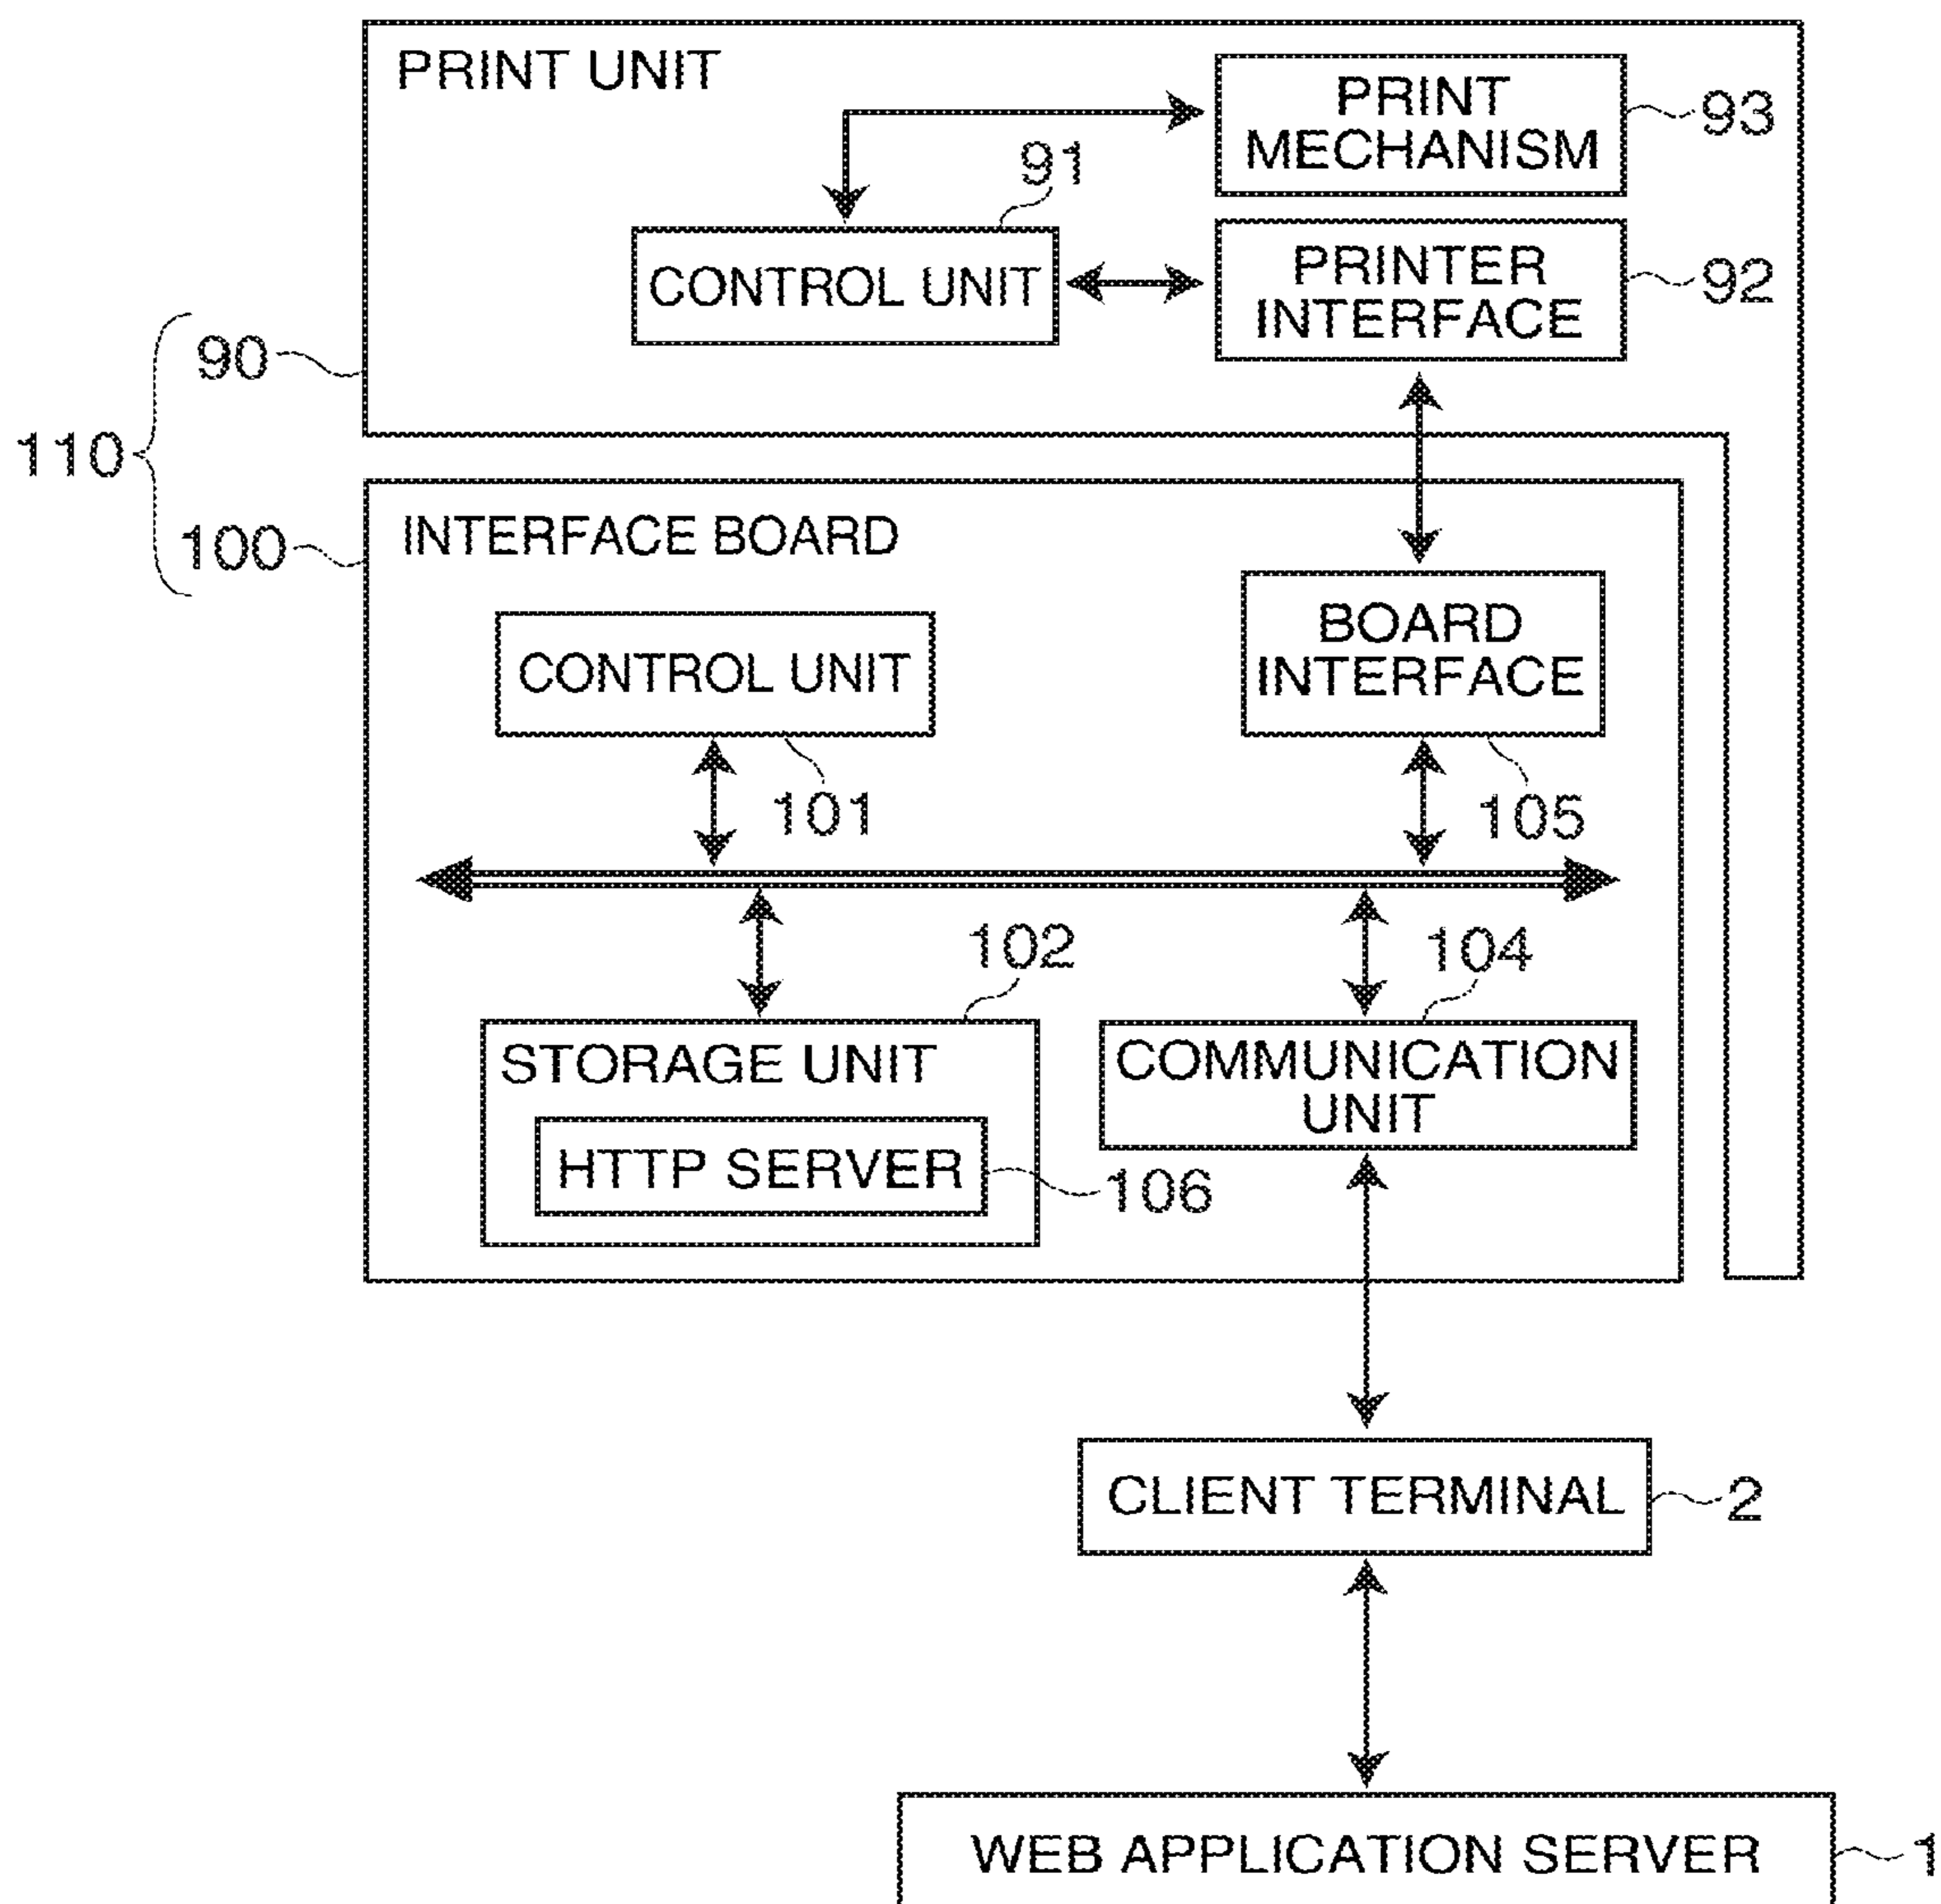 PRINT UNIT
PRINT
MECHANISM
93
91
CONTROL UNIT
PRINTER
INTERFACE
92
90
110
100
INTERFACE BOARD
CONTROL UNIT
101
BOARD
INTERFACE
105
102
STORAGE UNIT
HTTP SERVER
106
104
COMMUNICATION
UNIT
CLIENT TERMINAL
2
WEB APPLICATION SERVER
1